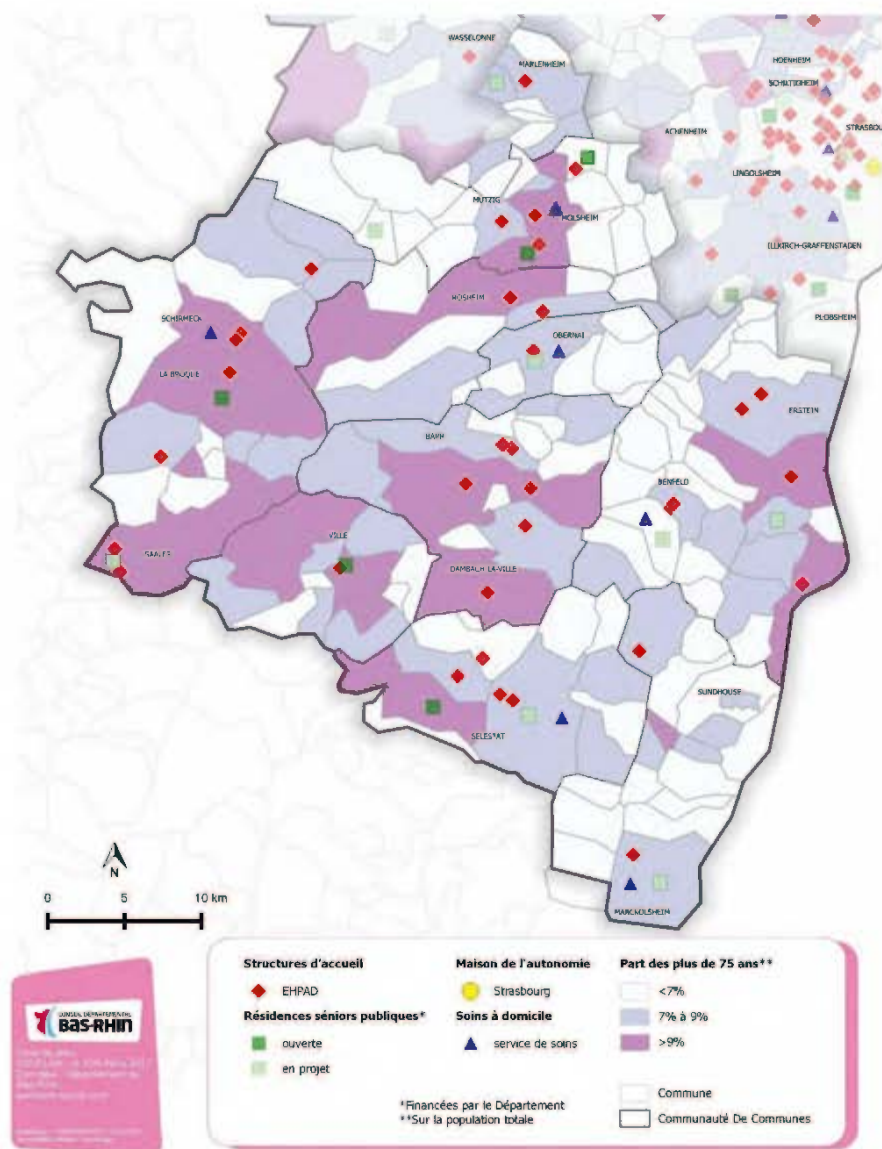 WASSELONNE
MARLENHEIM
HOENHEIM
SCHILTIGHEIM
ACHENHEIM
STRASBOU
LINGOLSHEIM
MUTZIG
MOLSHEIM
ILLKIRCH-GRAFFENSTADEN
ROSHEIM
PLOBSHEIM
SCHIRMECK
OBERNAI
LA BROQUE
ERSTEIN
BARR
BENFELD
VILLE
SAALES
DAMBACH-LA-VILLE
SUNDHOUSE
SELESTAT
MARCKOLSHEIM
N
0 5 10 km
Structures d'accueil
EHPAD
Résidences séniors publiques*
ouverte
en projet
Maison de l'autonomie
Strasbourg
Soins à domicile
service de soins
Part des plus de 75 ans**
<7%
7% à 9%
>9%
Commune
Communauté De Communes
*Financées par le Département
**Sur la population totale
CONSEIL DÉPARTEMENTAL
BAS-RHIN